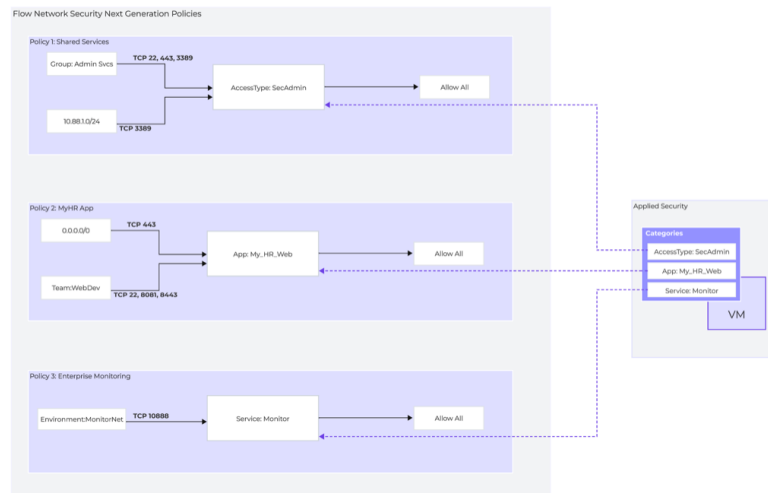 Flow Network Security Next Generation Policies
Policy 1: Shared Services
Group: Admin Svcs
TCP 22, 443, 3389
AccessType: SecAdmin
Allow All
10.88.1.0/24
TCP 3389
Policy 2: MyHR App
0.0.0.0/0
TCP 443
App: My_HR_Web
Allow All
Team:WebDev
TCP 22, 8081, 8443
Policy 3: Enterprise Monitoring
Environment:MonitorNet
TCP 10888
Service: Monitor
Allow All
Applied Security
Categories
AccessType: SecAdmin
App: My_HR_Web
Service: Monitor
VM